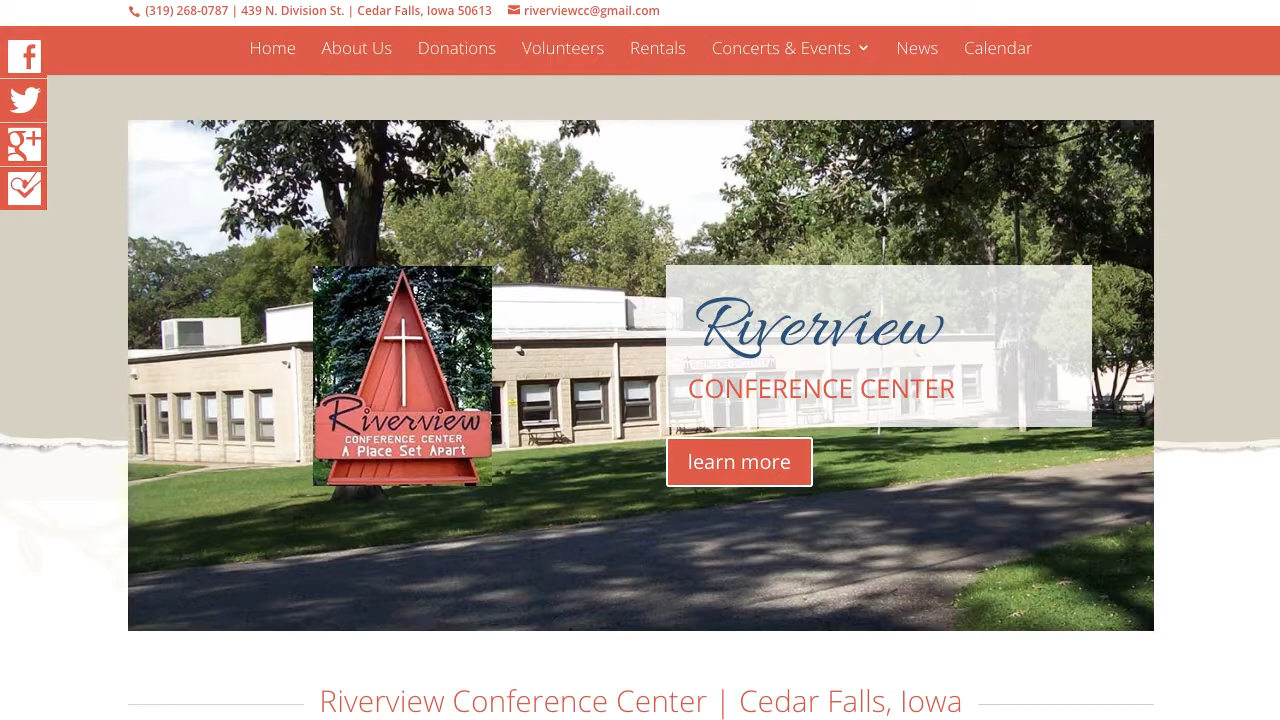 (319) 268-0787 | 439 N. Division St. | Cedar Falls, Iowa 50613 riverviewcc@gmail.com
Home About Us Donations Volunteers Rentals Concerts & Events News Calendar
Riverview
CONFERENCE CENTER
A Place Set Apart
Riverview
CONFERENCE CENTER
learn more
Riverview Conference Center | Cedar Falls, Iowa